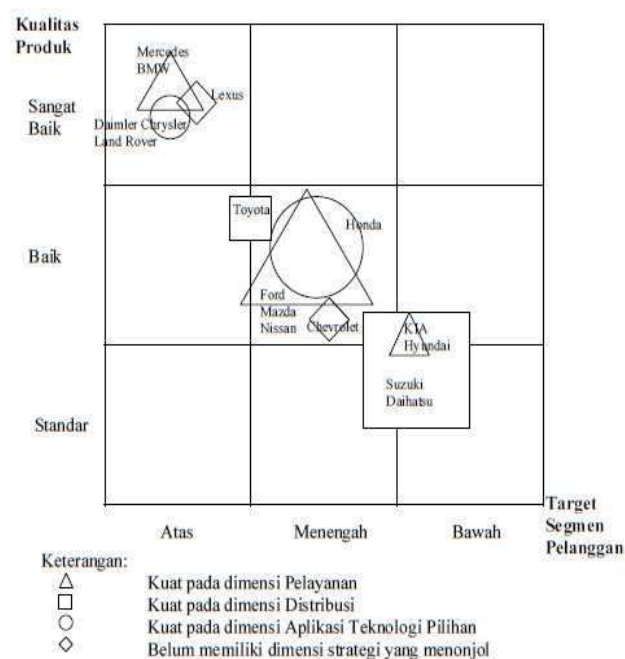 Kualitas
Produk
Mercedes
BMW
Lexus
Sangat
Baik
Daimler Chrysler
Land Rover
Toyota
Honda
Baik
Ford
Mazda
Nissan
Chevrolet
KIA
Hyundai
Suzuki
Daihatsu
Standar
Atas
Menengah
Bawah
Target
Segmen
Pelanggan
Keterangan:
Kuat pada dimensi Pelayanan
Kuat pada dimensi Distribusi
Kuat pada dimensi Aplikasi Teknologi Pilihan
Belum memiliki dimensi strategi yang menonjol